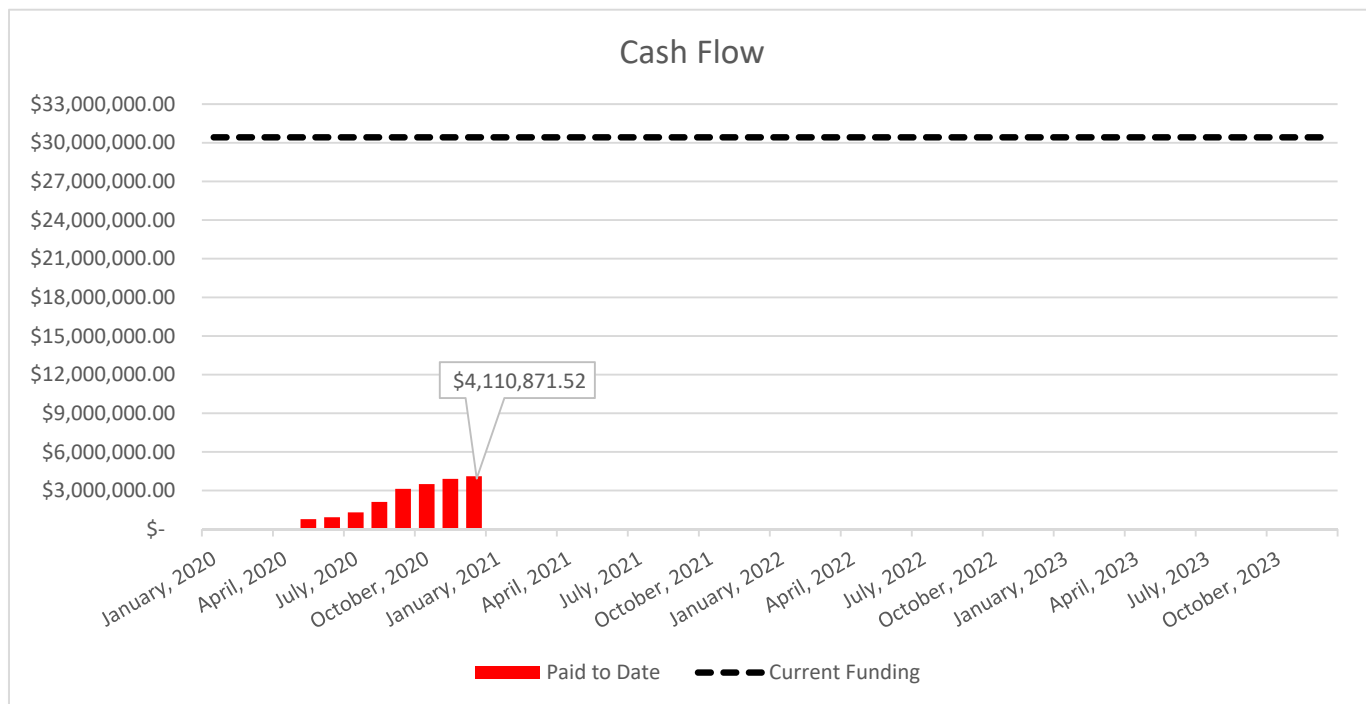 Cash Flow
$33,000,000.00
$30,000,000.00
$27,000,000.00
$24,000,000.00
$21,000,000.00
$18,000,000.00
$15,000,000.00
$12,000,000.00
$9,000,000.00
$6,000,000.00
$3,000,000.00
$-
$4,110,871.52
January, 2020
April, 2020
July, 2020
October, 2020
January, 2021
April, 2021
July, 2021
October, 2021
January, 2022
April, 2022
July, 2022
October, 2022
January, 2023
April, 2023
July, 2023
October, 2023
Paid to Date
Current Funding